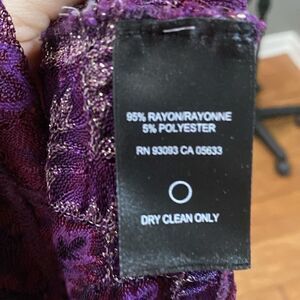 95% RAYON/RAYONNE
5% POLYESTER
RN 93093 CA 05633
DRY CLEAN ONLY